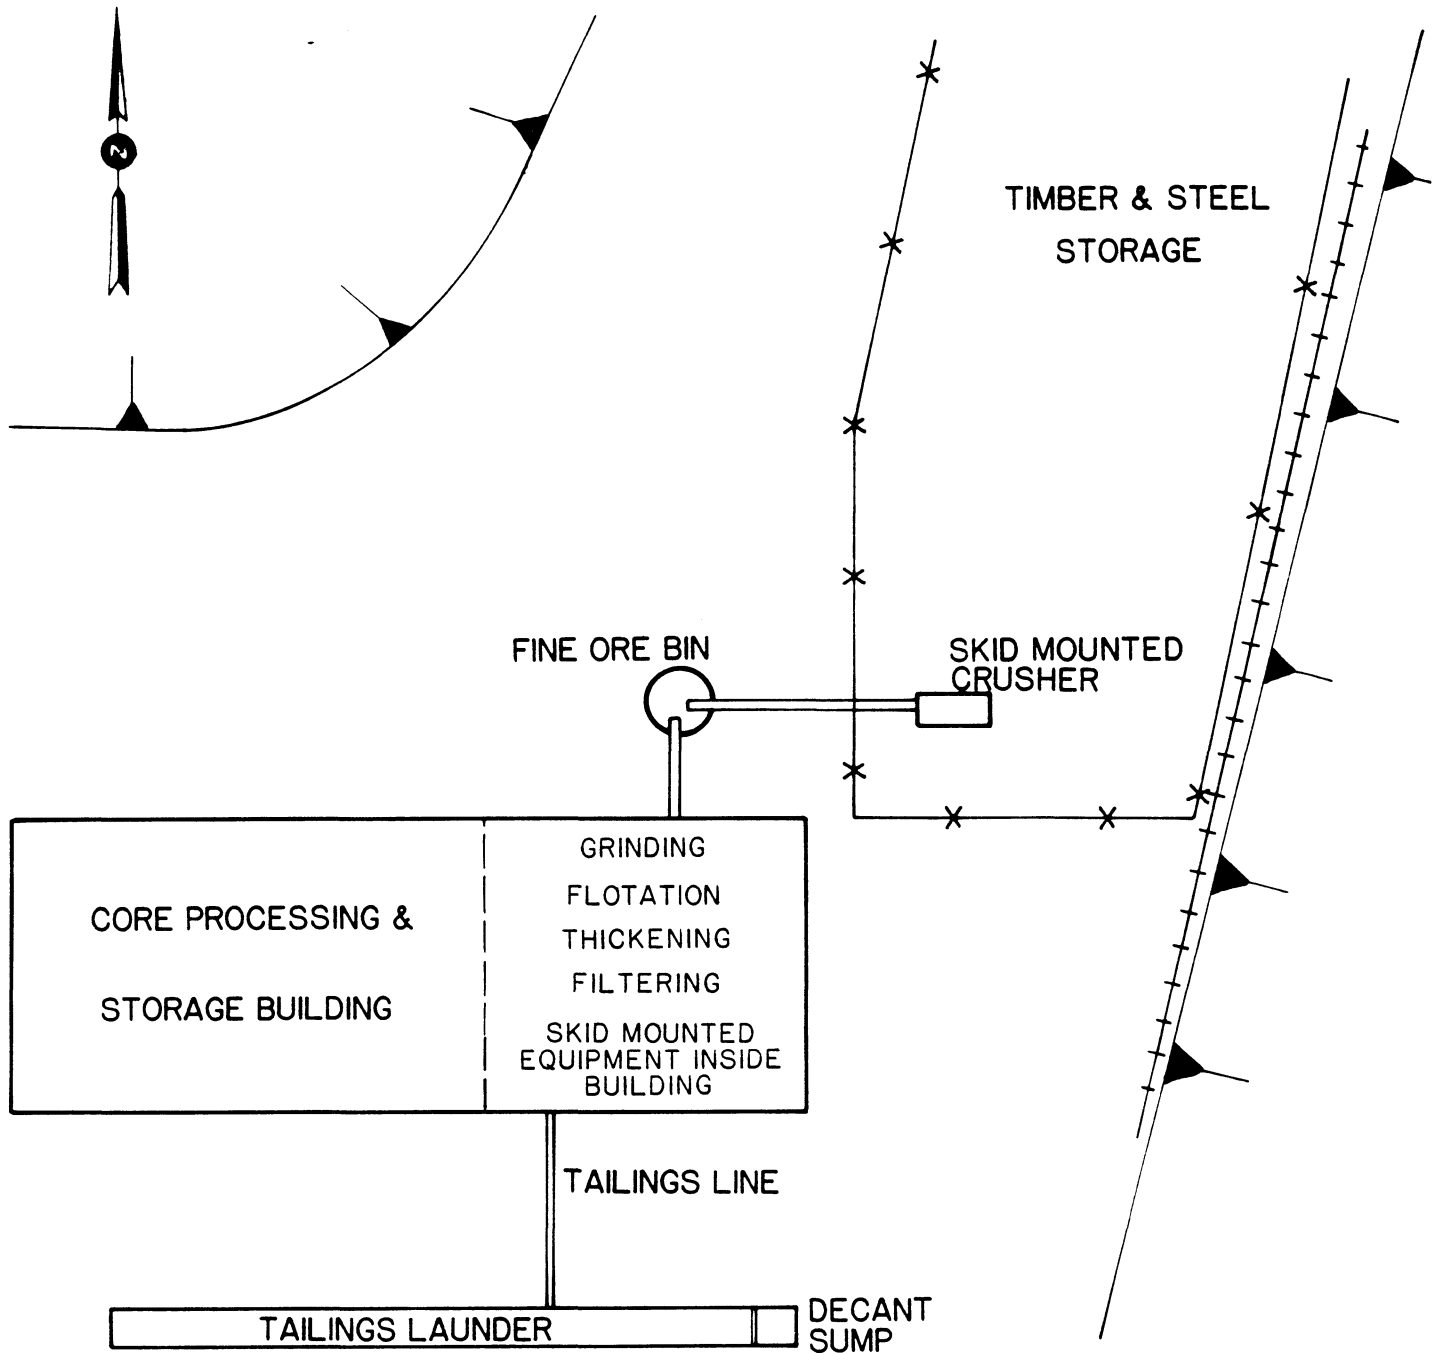 N
TIMBER & STEEL
STORAGE
FINE ORE BIN
SKID MOUNTED
CRUSHER
GRINDING
FLOTATION
THICKENING
FILTERING
SKID MOUNTED
EQUIPMENT INSIDE
BUILDING
CORE PROCESSING &
STORAGE BUILDING
TAILINGS LINE
TAILINGS LAUNDER
DECANT
SUMP